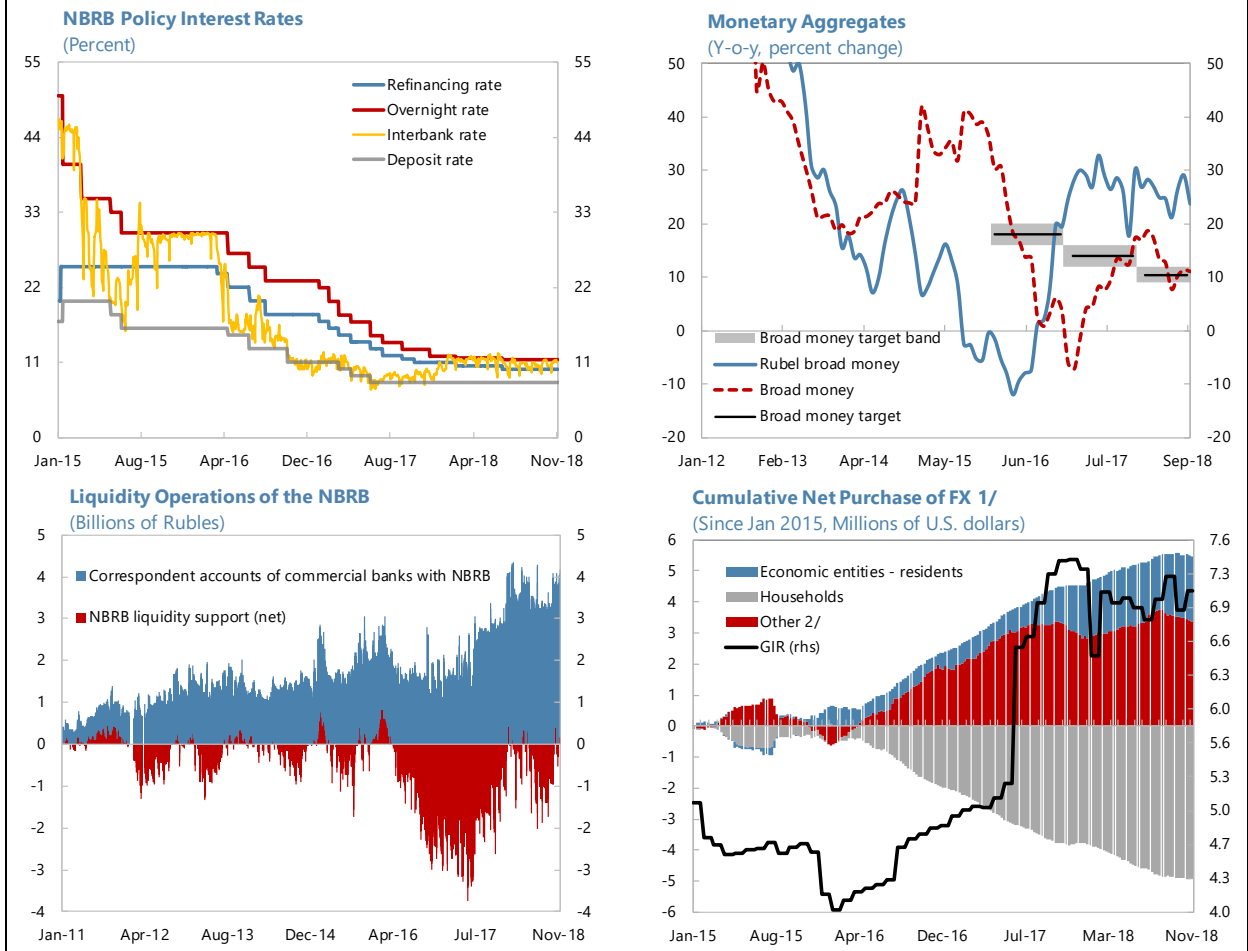 NBRB Policy Interest Rates
(Percent)
55
55
Refinancing rate
Overnight rate
Interbank rate
Deposit rate
44
44
33
33
22
22
11
11
0
0
Jan-15 Aug-15 Apr-16 Dec-16 Aug-17 Apr-18 Nov-18
Monetary Aggregates
(Y-o-y, percent change)
50
50
40
40
30
30
20
20
10
10
0
0
Broad money target band
Rubel broad money
-10
-10
Broad money
Broad money target
-20
-20
Jan-12 Feb-13 Apr-14 May-15 Jun-16 Jul-17 Sep-18
Liquidity Operations of the NBRB
(Billions of Rubles)
5
5
Correspondent accounts of commercial banks with NBRB
4
4
NBRB liquidity support (net)
3
3
2
2
1
1
0
0
-1
-1
-2
-2
-3
-3
-4
-4
Jan-11 Apr-12 Aug-13 Dec-14 Apr-16 Jul-17 Nov-18
Cumulative Net Purchase of FX 1/
(Since Jan 2015, Millions of U.S. dollars)
6
7.6
Economic entities - residents
Households
Other 2/
GIR (rhs)
5
7.3
4
6.9
3
6.6
2
6.3
1
6.0
0
5.6
-1
5.3
-2
5.0
-3
4.7
-4
4.3
-5
4.0
-6
Jan-15 Aug-15 Apr-16 Dec-16 Jul-17 Mar-18 Nov-18